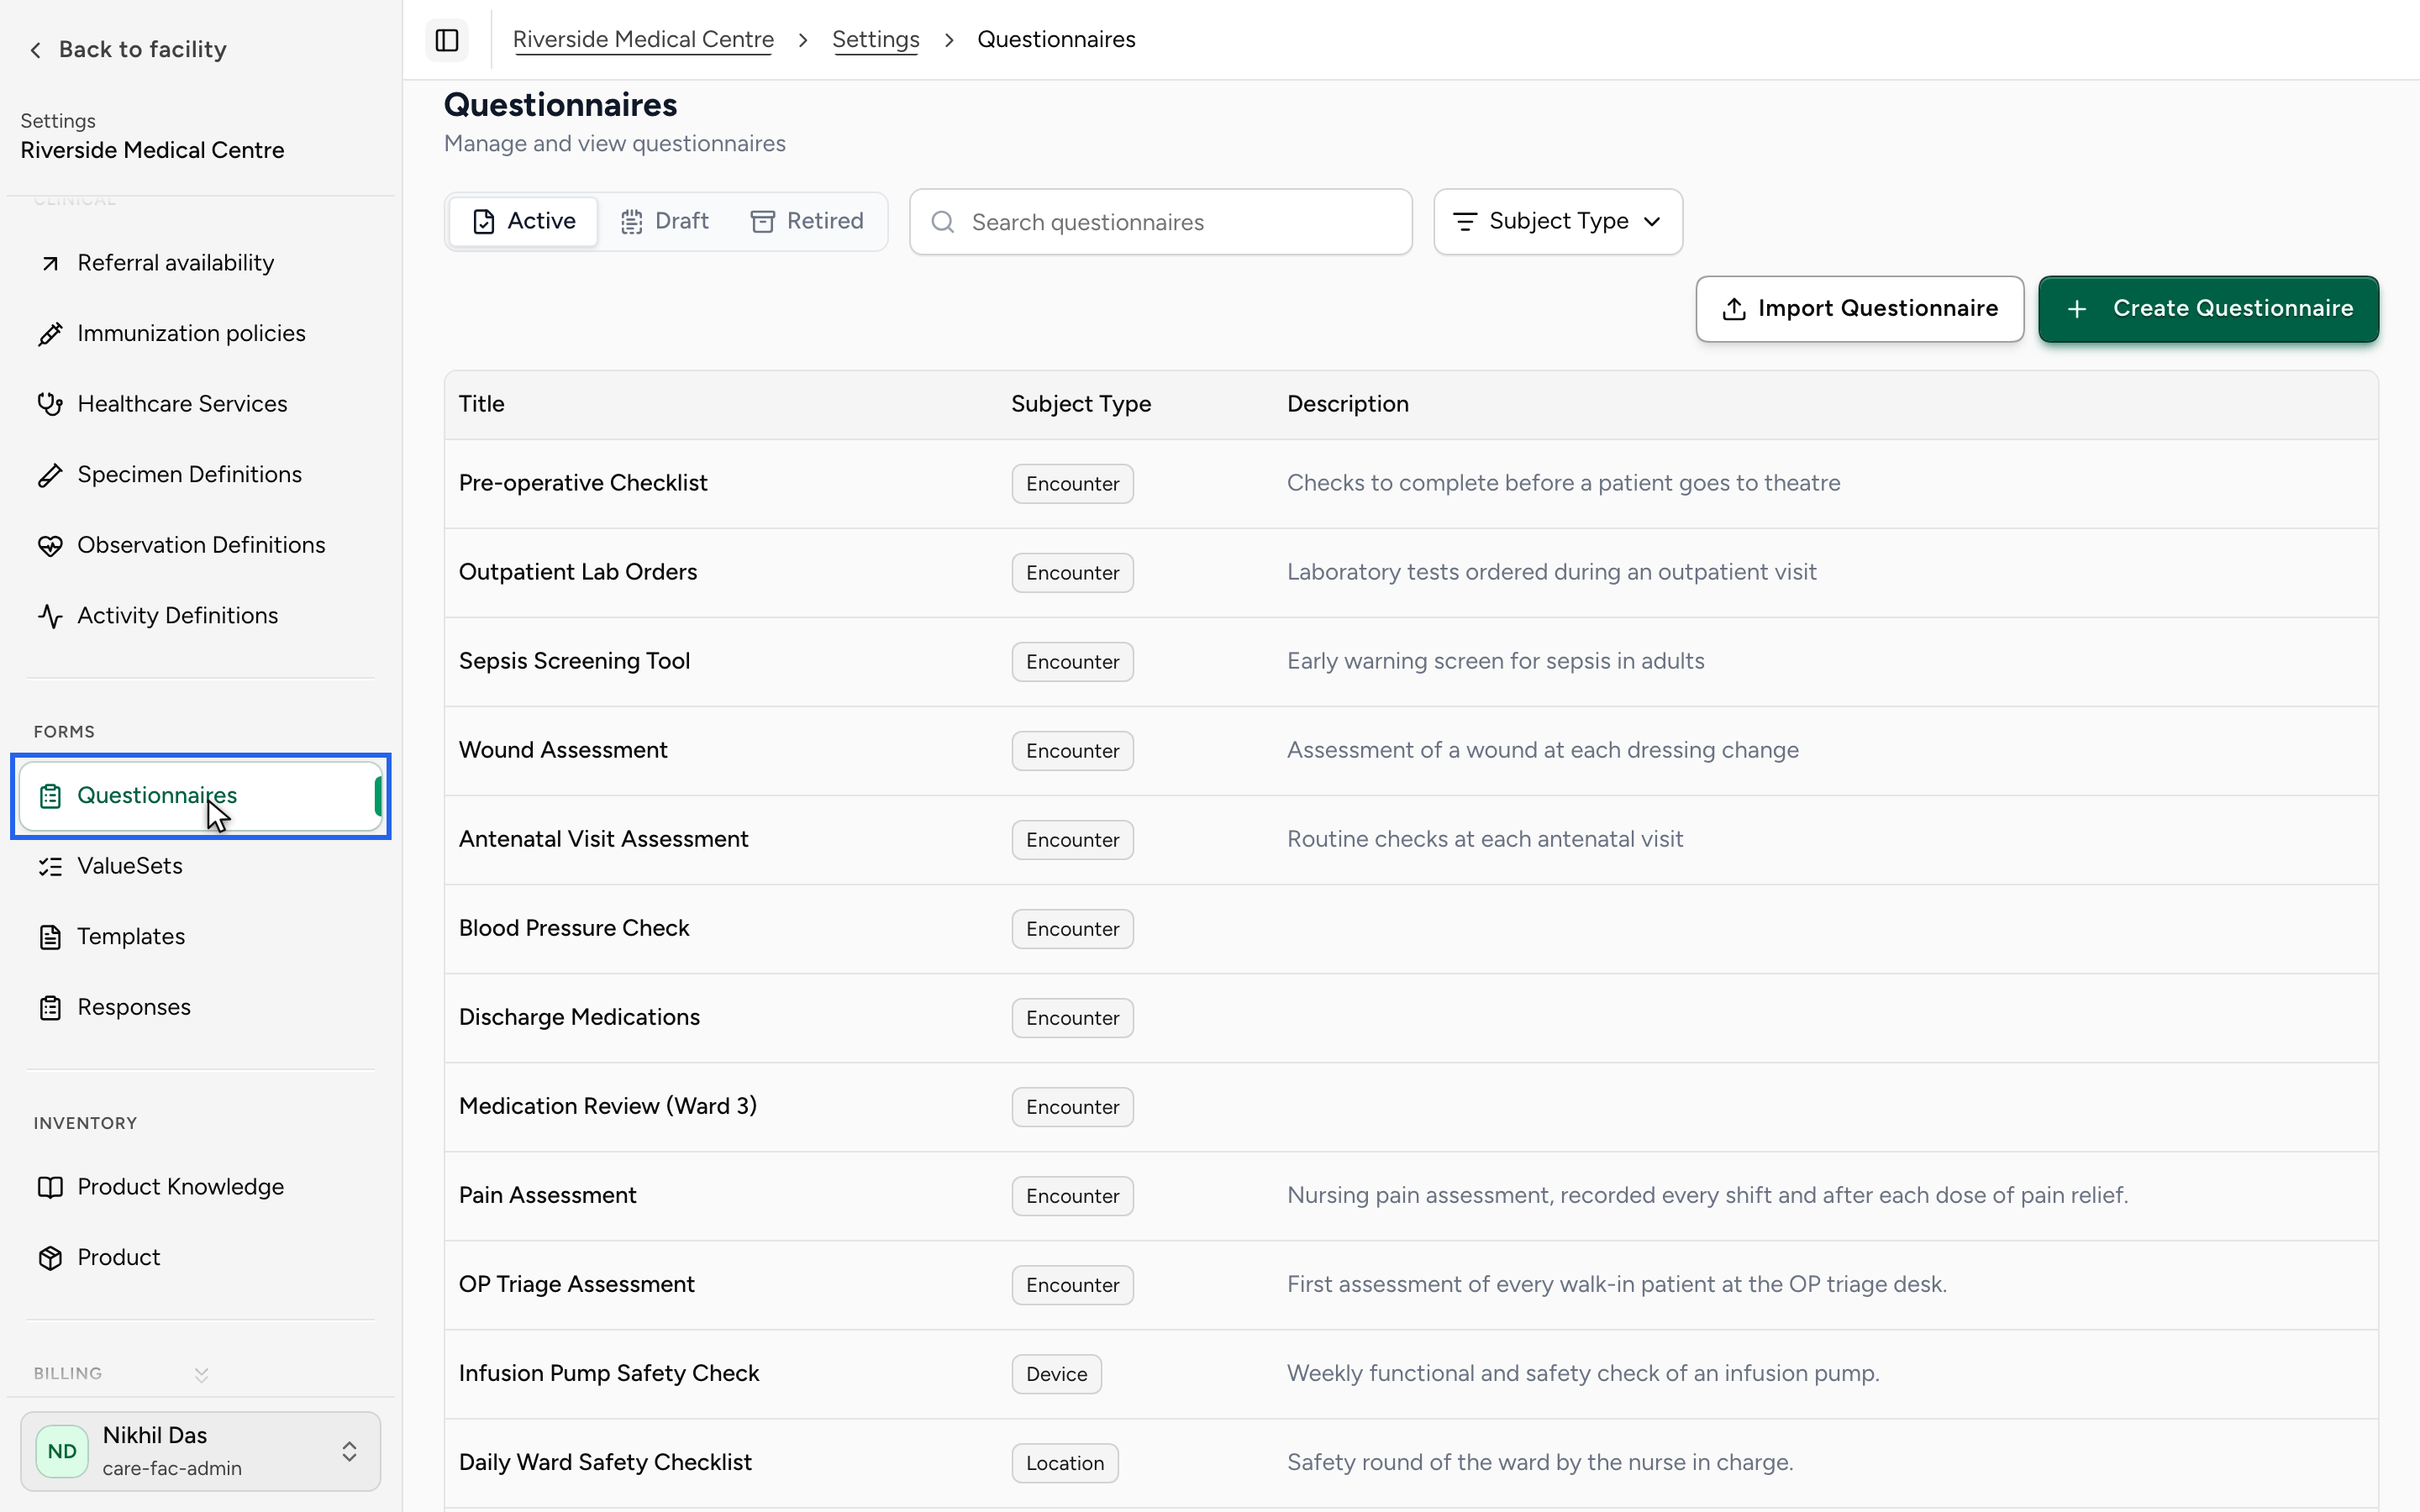 Back to facility
Settings
Riverside Medical Centre
CLINICAL
Referral availability
Immunization policies
Healthcare Services
Specimen Definitions
Observation Definitions
Activity Definitions
FORMS
Questionnaires
ValueSets
Templates
Responses
INVENTORY
Product Knowledge
Product
BILLING
ND
Nikhil Das
care-fac-admin
Riverside Medical Centre > Settings > Questionnaires
Questionnaires
Manage and view questionnaires
Active Draft Retired Search questionnaires Subject Type
Import Questionnaire + Create Questionnaire
Title Subject Type Description
Pre-operative Checklist Encounter Checks to complete before a patient goes to theatre
Outpatient Lab Orders Encounter Laboratory tests ordered during an outpatient visit
Sepsis Screening Tool Encounter Early warning screen for sepsis in adults
Wound Assessment Encounter Assessment of a wound at each dressing change
Antenatal Visit Assessment Encounter Routine checks at each antenatal visit
Blood Pressure Check Encounter
Discharge Medications Encounter
Medication Review (Ward 3) Encounter
Pain Assessment Encounter Nursing pain assessment, recorded every shift and after each dose of pain relief.
OP Triage Assessment Encounter First assessment of every walk-in patient at the OP triage desk.
Infusion Pump Safety Check Device Weekly functional and safety check of an infusion pump.
Daily Ward Safety Checklist Location Safety round of the ward by the nurse in charge.